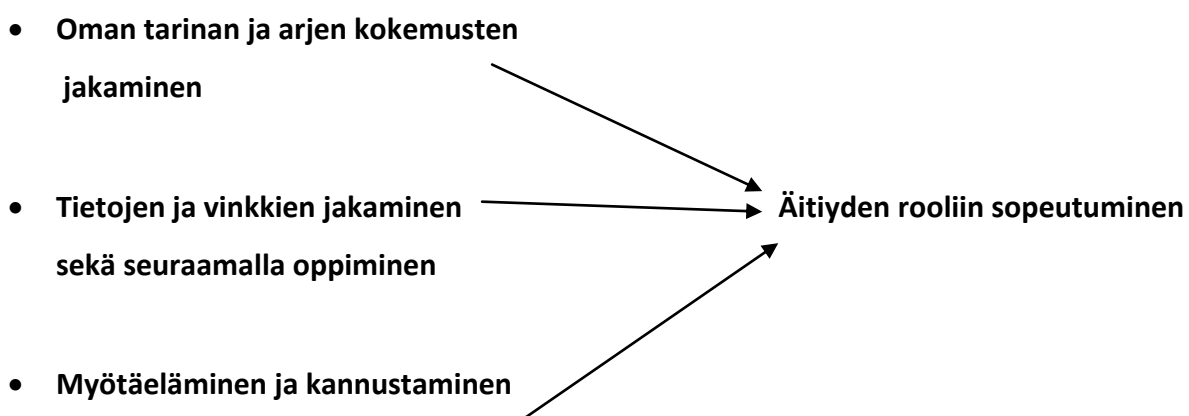 • Oman tarinan ja arjen kokemusten
jakaminen
• Tietojen ja vinkkien jakaminen
sekä seuraamalla oppiminen
Äitiyden rooliin sopeutuminen
• Myötäeläminen ja kannustaminen